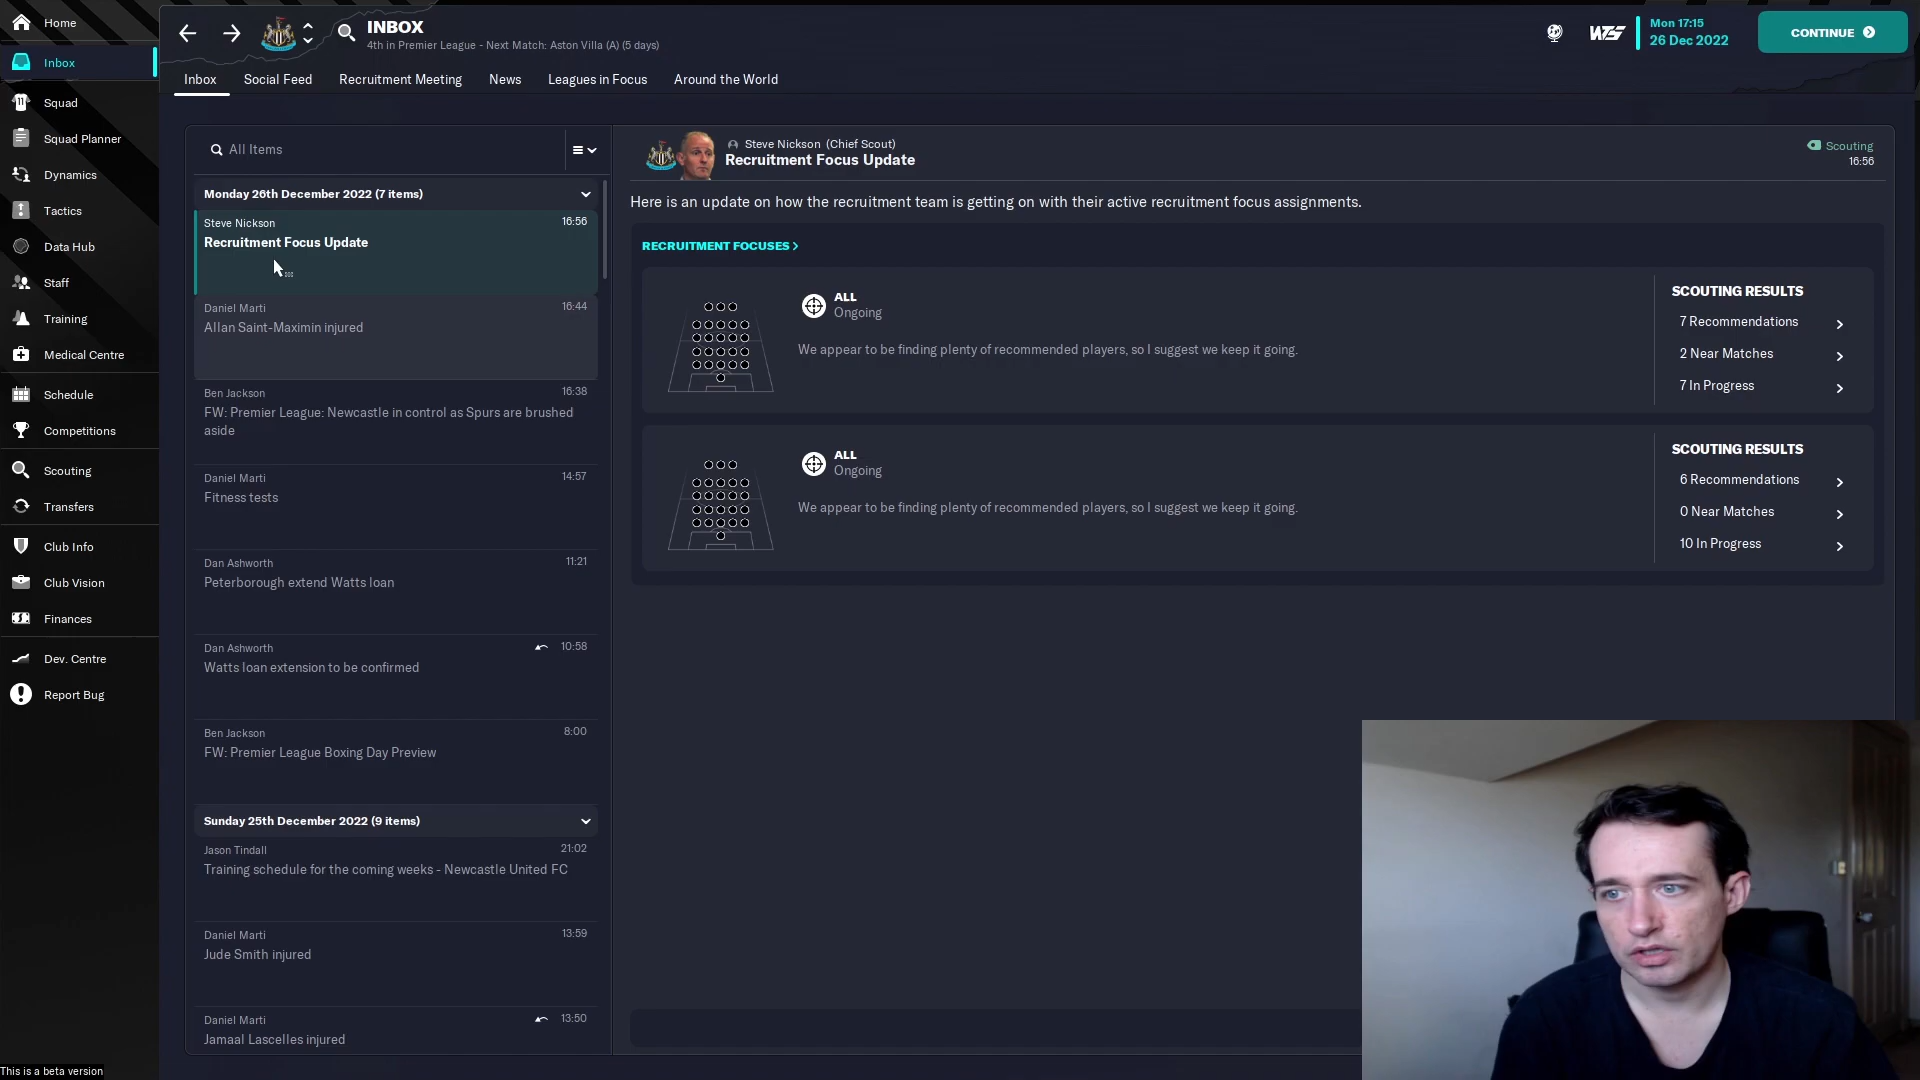 Home
Inbox
Squad
Squad Planner
Dynamics
Tactics
Data Hub
Staff
Training
Medical Centre
Schedule
Competitions
Scouting
Transfers
Club Info
Club Vision
Finances
Dev. Centre
Report Bug
This is a beta version
INBOX
4th in Premier League - Next Match: Aston Villa (A) (5 days)
Mon 17:15
26 Dec 2022
CONTINUE
Inbox
Social Feed
Recruitment Meeting
News
Leagues in Focus
Around the World
All Items
Monday 26th December 2022 (7 items)
Steve Nickson 16:56
Recruitment Focus Update
Daniel Marti 16:44
Allan Saint-Maximin injured
Ben Jackson 16:38
FW: Premier League: Newcastle in control as Spurs are brushed
aside
Daniel Marti 14:57
Fitness tests
Dan Ashworth 11:21
Peterborough extend Watts loan
Dan Ashworth 10:58
Watts loan extension to be confirmed
Ben Jackson 8:00
FW: Premier League Boxing Day Preview
Sunday 25th December 2022 (9 items)
Jason Tindall 21:02
Training schedule for the coming weeks - Newcastle United FC
Daniel Marti 13:59
Jude Smith injured
Daniel Marti 13:50
Jamaal Lascelles injured
Steve Nickson (Chief Scout)
Recruitment Focus Update
Scouting
16:56
Here is an update on how the recruitment team is getting on with their active recruitment focus assignments.
RECRUITMENT FOCUSES >
ALL
Ongoing
We appear to be finding plenty of recommended players, so I suggest we keep it going.
SCOUTING RESULTS
7 Recommendations
2 Near Matches
7 In Progress
ALL
Ongoing
We appear to be finding plenty of recommended players, so I suggest we keep it going.
SCOUTING RESULTS
6 Recommendations
0 Near Matches
10 In Progress